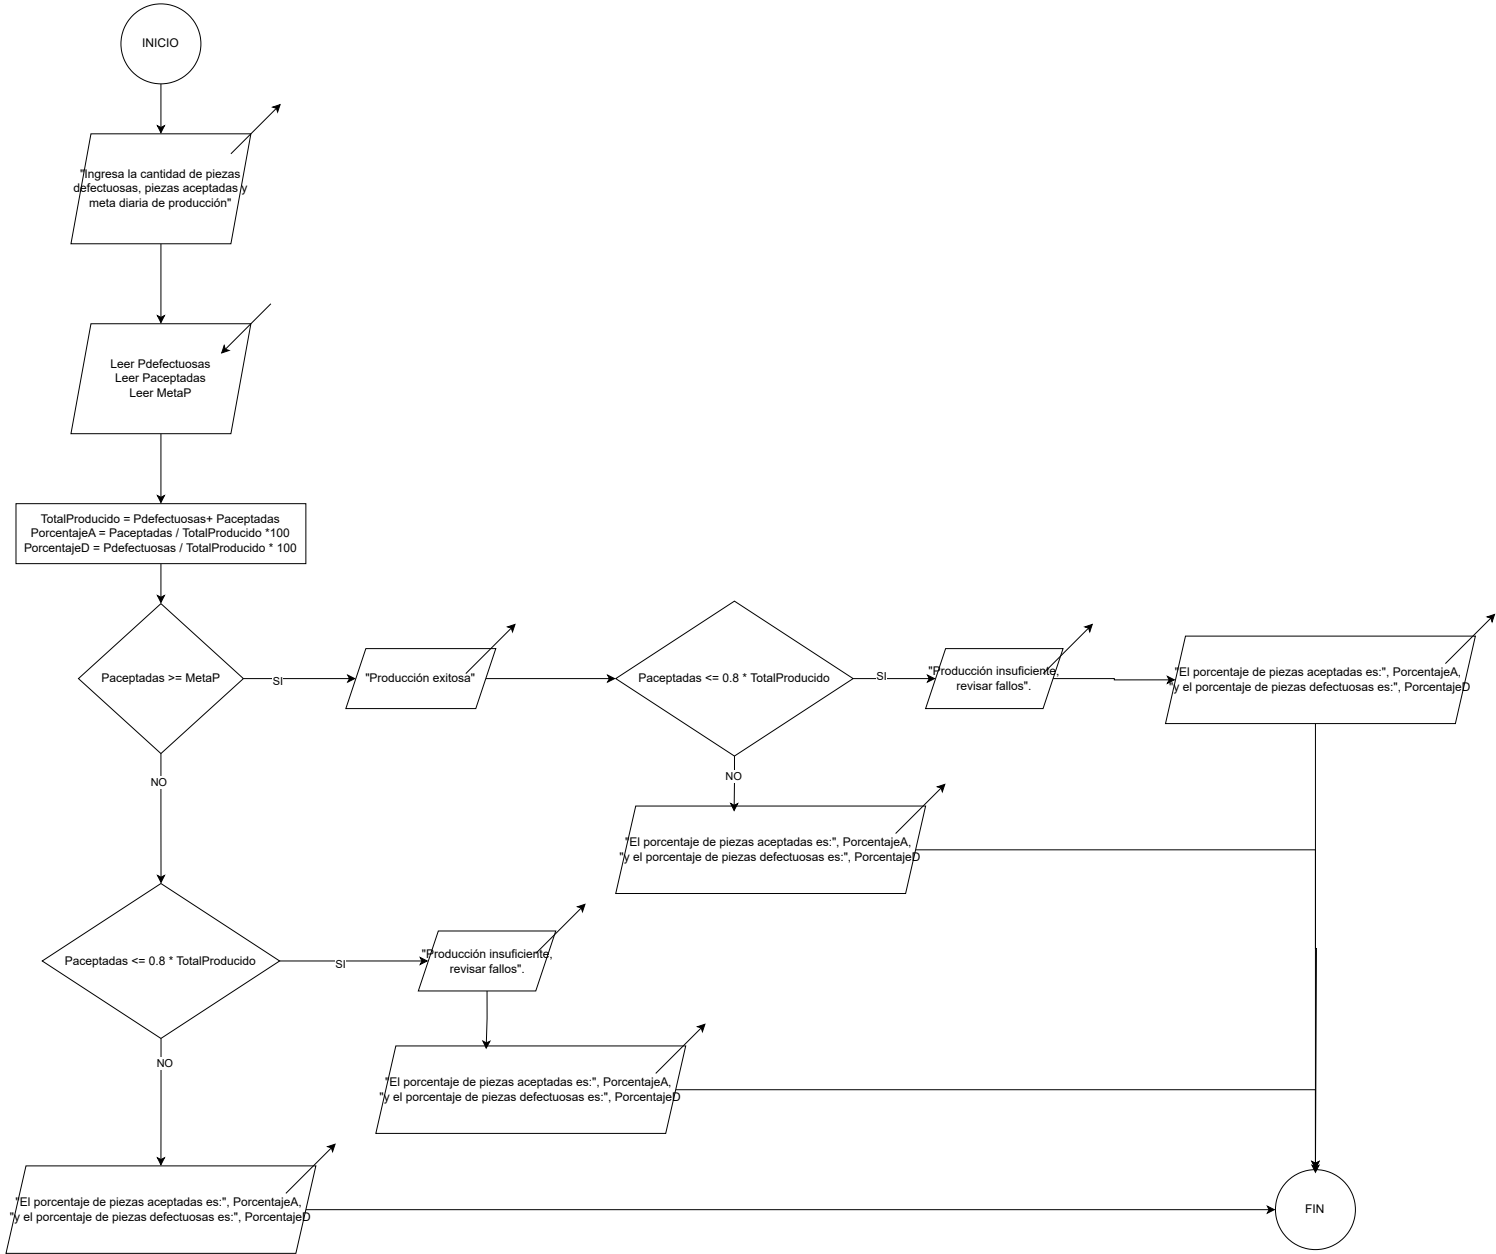 INICIO
"Ingresa la cantidad de piezas
defectuosas, piezas aceptadas y
meta diaria de producción"
Leer Pdefectuosas
Leer Paceptadas
Leer MetaP
TotalProducido = Pdefectuosas+ Paceptadas
PorcentajeA = Paceptadas / TotalProducido *100
PorcentajeD = Pdefectuosas / TotalProducido * 100
Paceptadas >= MetaP
SI
"Producción exitosa"
Paceptadas <= 0.8 * TotalProducido
SI
"Producción insuficiente,
revisar fallos".
"El porcentaje de piezas aceptadas es:", PorcentajeA,
"y el porcentaje de piezas defectuosas es:", PorcentajeD
NO
NO
"El porcentaje de piezas aceptadas es:", PorcentajeA,
"y el porcentaje de piezas defectuosas es:", PorcentajeD
Paceptadas <= 0.8 * TotalProducido
SI
"Producción insuficiente,
revisar fallos".
NO
"El porcentaje de piezas aceptadas es:", PorcentajeA,
"y el porcentaje de piezas defectuosas es:", PorcentajeD
"El porcentaje de piezas aceptadas es:", PorcentajeA,
"y el porcentaje de piezas defectuosas es:", PorcentajeD
FIN